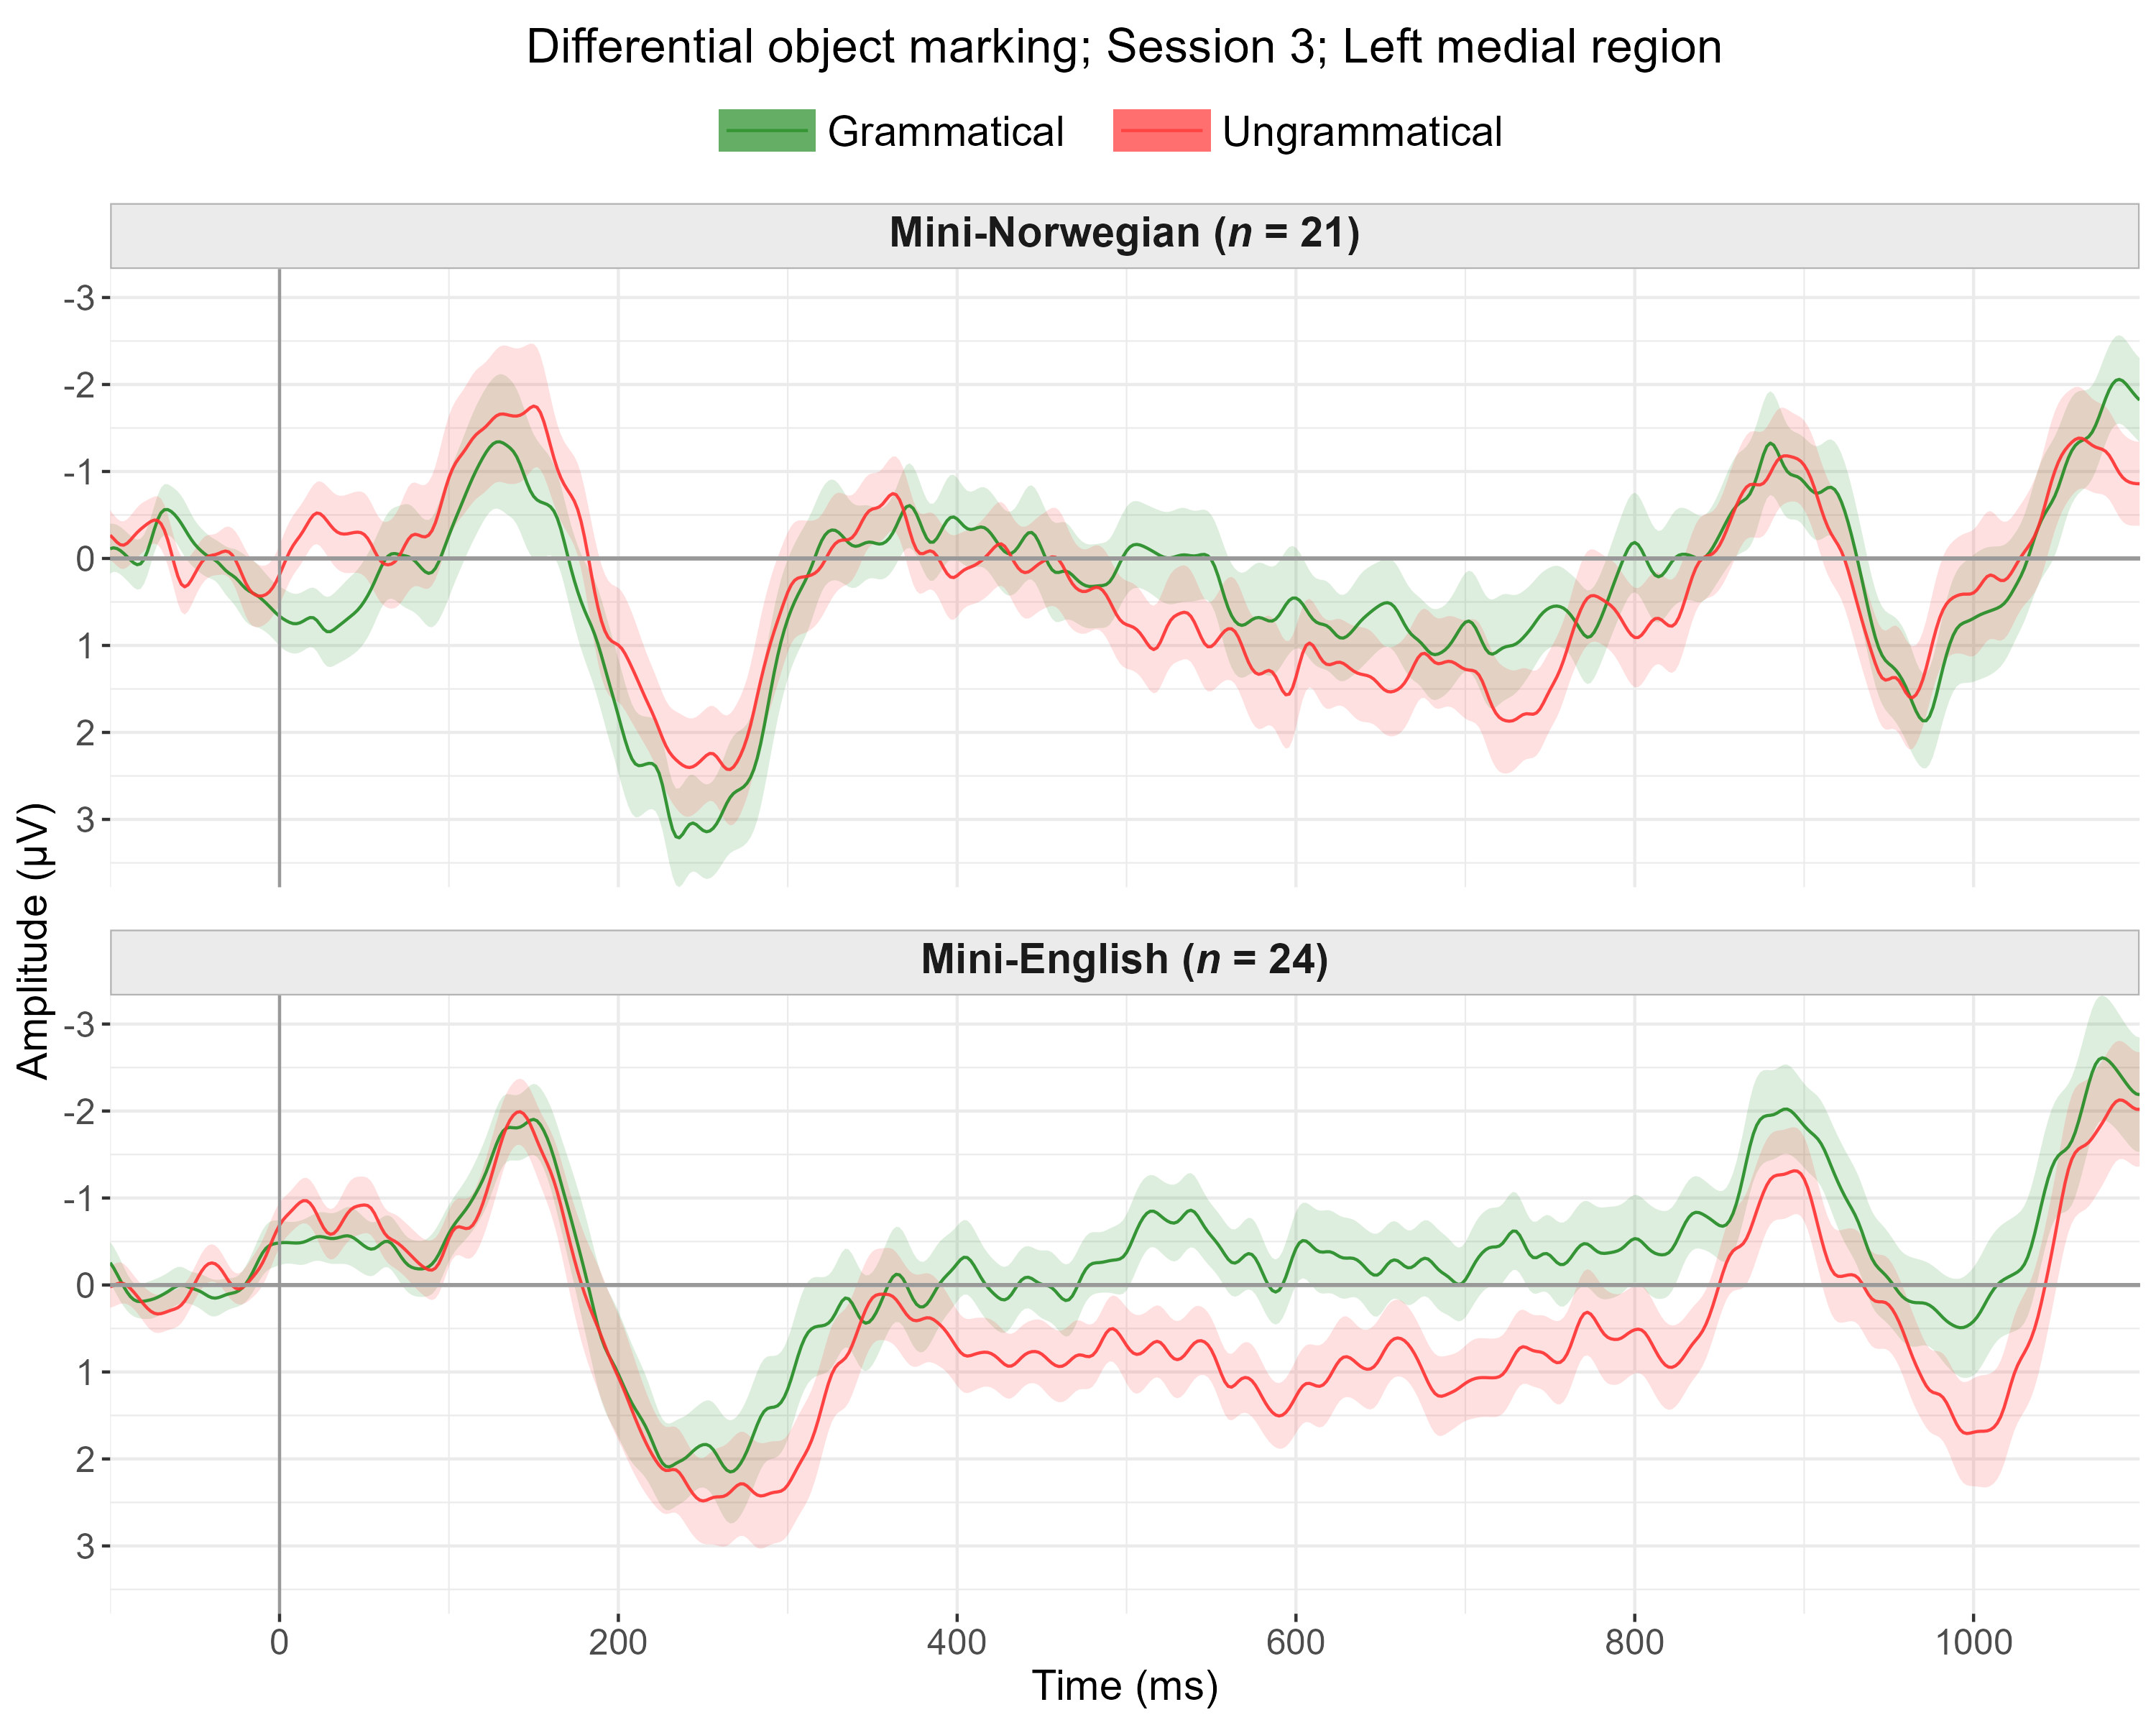 Differential object marking; Session 3; Left medial region
Grammatical Ungrammatical
Mini-Norwegian (n = 21)
-3
-2
-1
0
1
2
3
Amplitude (µV)
Mini-English (n = 24)
-3
-2
-1
0
1
2
3
0 200 400 600 800 1000
Time (ms)